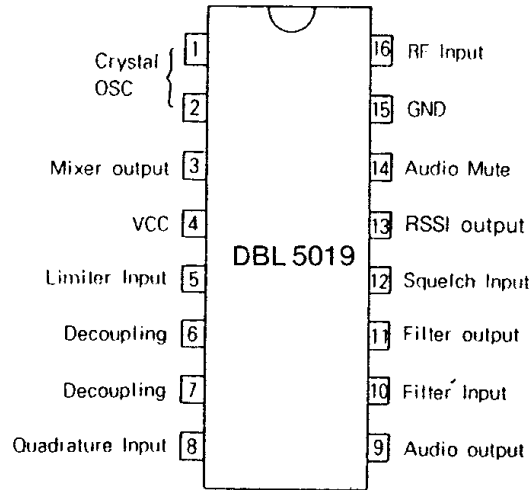 Crystal
OSC
1
2
Mixer output 3
VCC 4
Limiter Input 5
Decoupling 6
Decoupling 7
Quadrature Input 8
DBL 5019
16 RF Input
15 GND
14 Audio Mute
13 RSSI output
12 Squelch Input
11 Filter output
10 Filter Input
9 Audio output